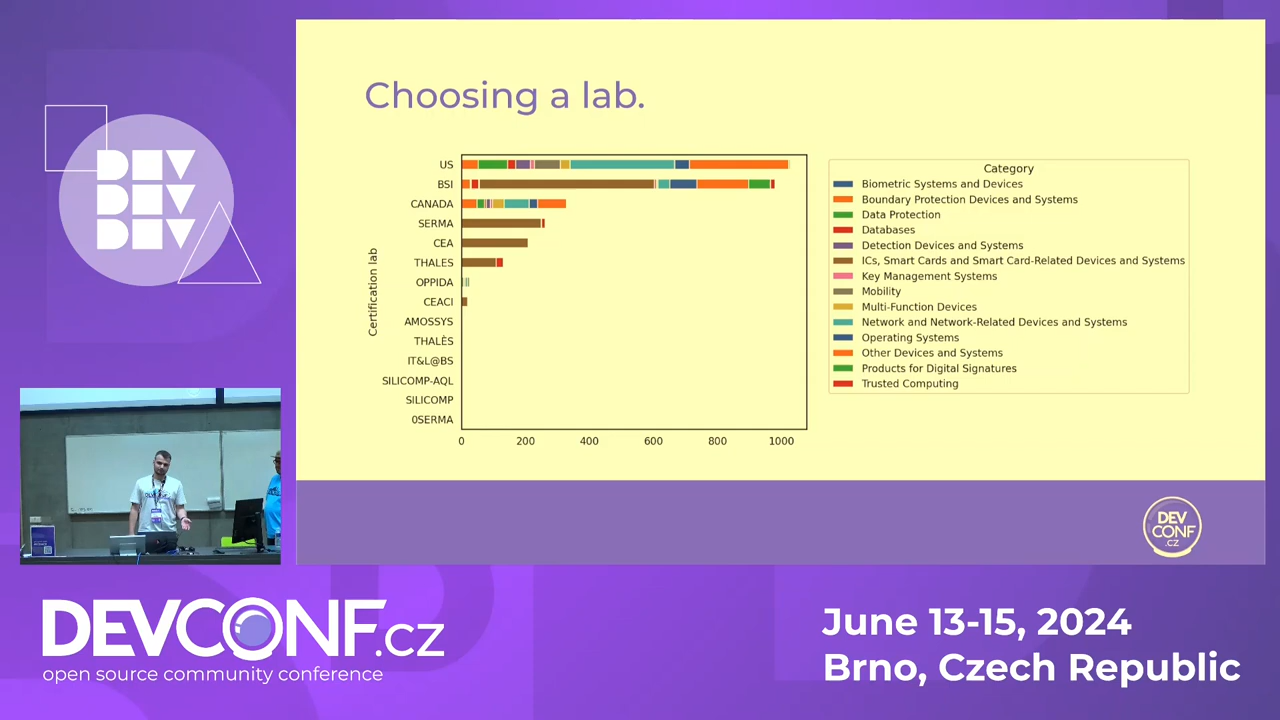 Choosing a lab.
Certification lab
US
BSI
CANADA
SERMA
CEA
THALES
OPPIDA
CEACI
AMOSSYS
THALÈS
IT&L@BS
SILICOMP-AQL
SILICOMP
0SERMA
0 200 400 600 800 1000
Category
Biometric Systems and Devices
Boundary Protection Devices and Systems
Data Protection
Databases
Detection Devices and Systems
ICs, Smart Cards and Smart Card-Related Devices and Systems
Key Management Systems
Mobility
Multi-Function Devices
Network and Network-Related Devices and Systems
Operating Systems
Other Devices and Systems
Products for Digital Signatures
Trusted Computing
DEV
DEV
DEV
DEV
CONF
.CZ
DEVCONF.cz
open source community conference
June 13-15, 2024
Brno, Czech Republic